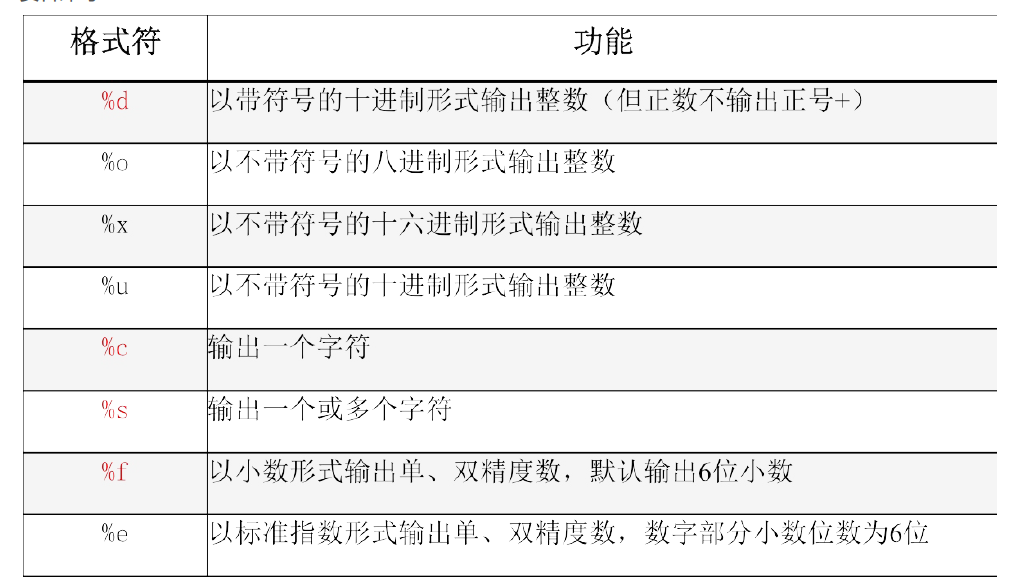 格式符 功能
%d 以带符号的十进制形式输出整数（但正数不输出正号+）
%o 以不带符号的八进制形式输出整数
%x 以不带符号的十六进制形式输出整数
%u 以不带符号的十进制形式输出整数
%c 输出一个字符
%s 输出一个或多个字符
%f 以小数形式输出单、双精度数，默认输出6位小数
%e 以标准指数形式输出单、双精度数，数字部分小数位数为6位